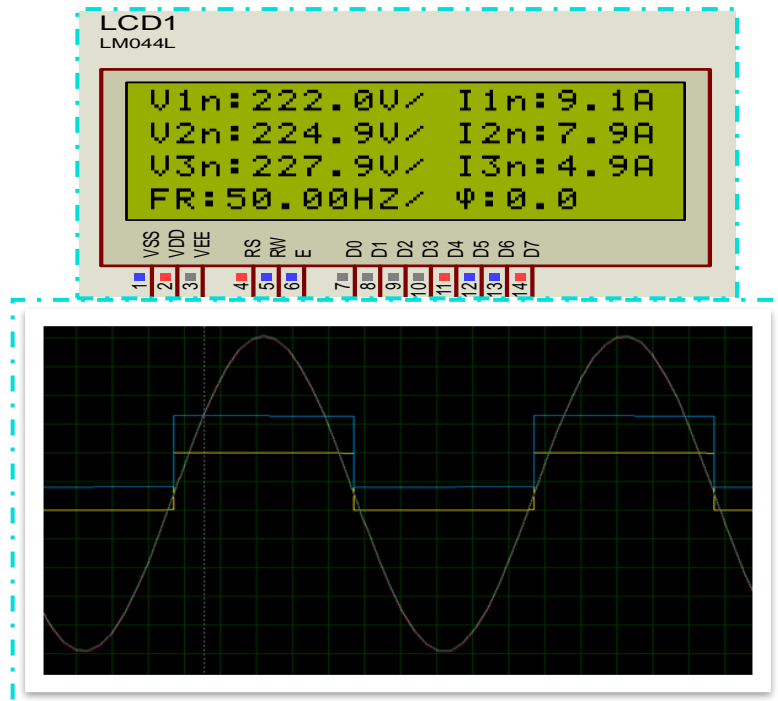 LCD1
LM044L
V1n:222.0V/ I1n:9.1A
V2n:224.9V/ I2n:7.9A
V3n:227.9V/ I3n:4.9A
FR:50.00HZ/ φ:0.0
VSS VDD VEE RS RW E D0 D1 D2 D3 D4 D5 D6 D7
1 2 3 4 5 6 7 8 9 10 11 12 13 14